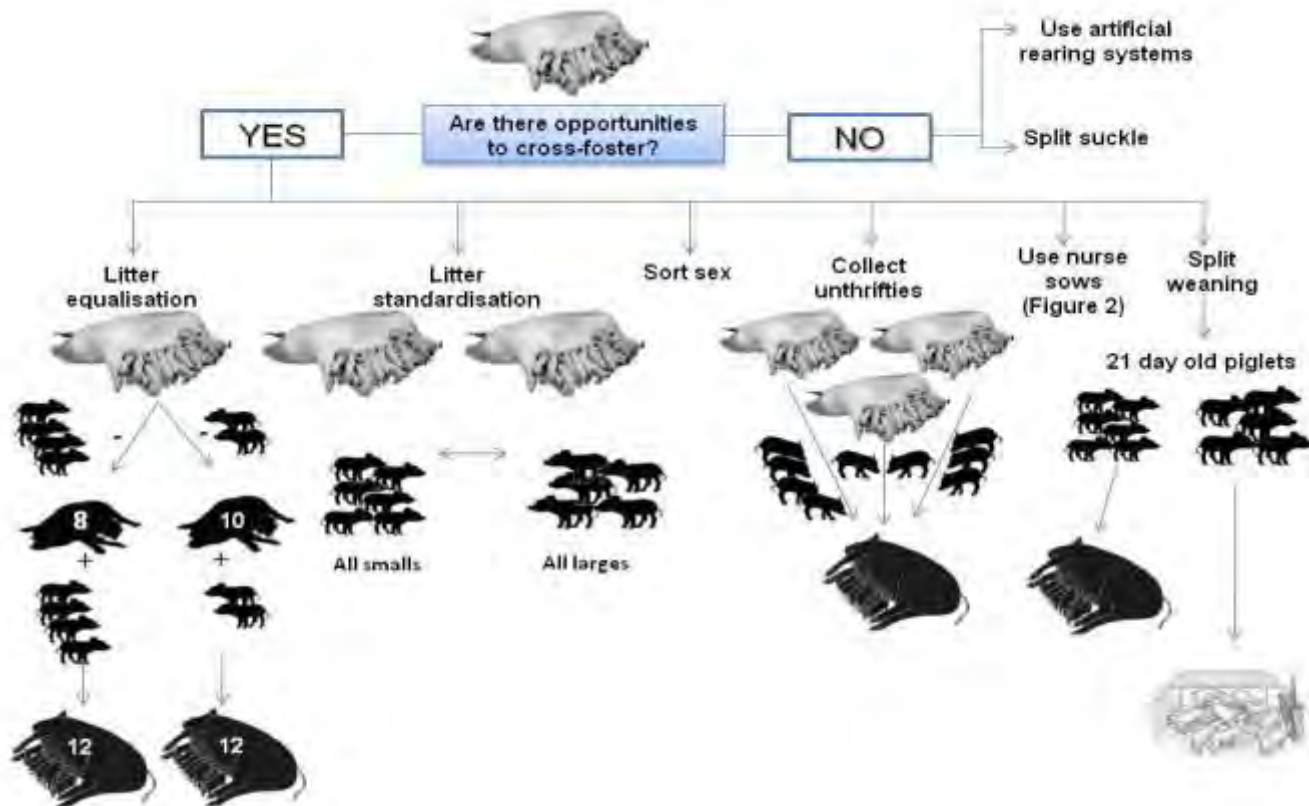 Use artificial
rearing systems
YES
Are there opportunities
to cross-foster?
NO
Split suckle
Litter
equalisation
Litter
standardisation
Sort sex
Collect
unthrifties
Use nurse
sows
(Figure 2)
Split
weaning
21 day old piglets
-
-
8
10
+
+
All smalls
All larges
12
12